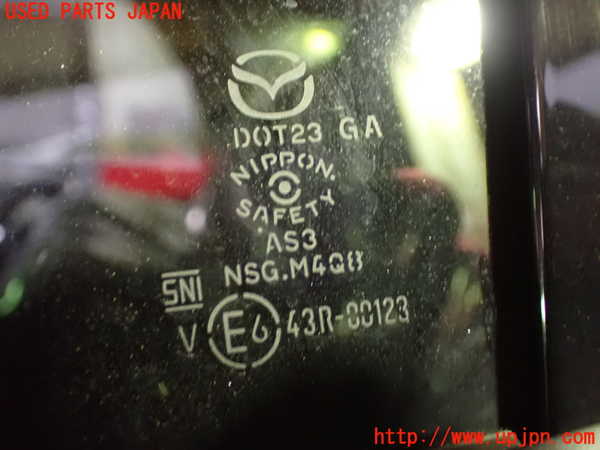 USED PARTS JAPAN
DOT23 GA
NIPPON.
SAFETY
.AS3
NSG.M4Q8
SNI
V E6 43R-00123
http://www.upjpn.com